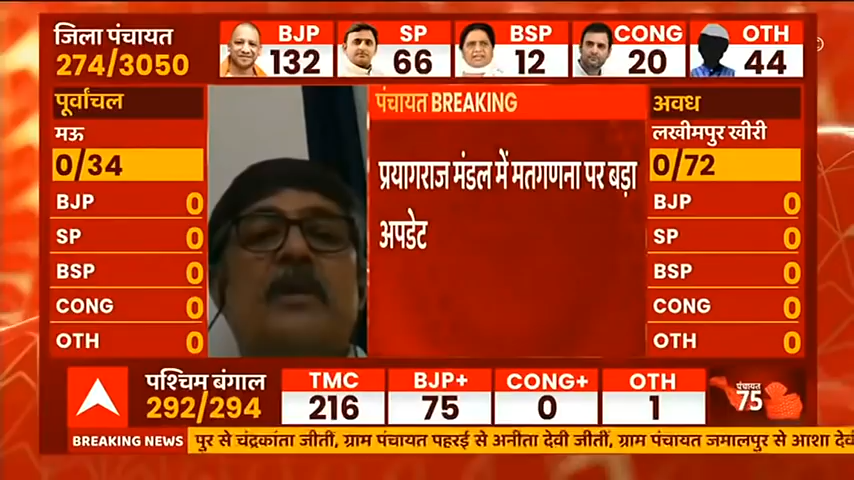 जिला पंचायत
274/3050
BJP
132
SP
66
BSP
12
CONG
20
OTH
44
पूर्वांचल
मऊ
0/34
BJP 0
SP 0
BSP 0
CONG 0
OTH 0
पंचायत BREAKING
प्रयागराज मंडल में मतगणना पर बड़ा
अपडेट
अवध
लखीमपुर खीरी
0/72
BJP 0
SP 0
BSP 0
CONG 0
OTH 0
पश्चिम बंगाल
292/294
TMC
216
BJP+
75
CONG+
0
OTH
1
पंचायत
75
BREAKING NEWS
पुर से चंद्रकांता जीतीं, ग्राम पंचायत पहरई से अनीता देवी जीतीं, ग्राम पंचायत जमालपुर से आशा देवी